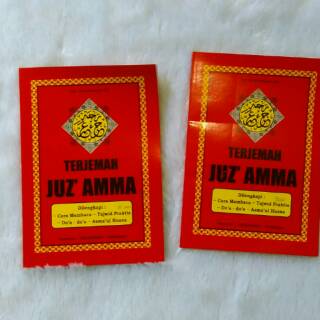 TERJEMAH
JUZ' AMMA
Dilengkapi :
- Cara Membaca - Tajwid Praktis
- Do'a - do'a - Asma'ul Husna
TERJEMAH
JUZ' AMMA
Dilengkapi :
- Cara Membaca - Tajwid Praktis
- Do'a - do'a - Asma'ul Husna